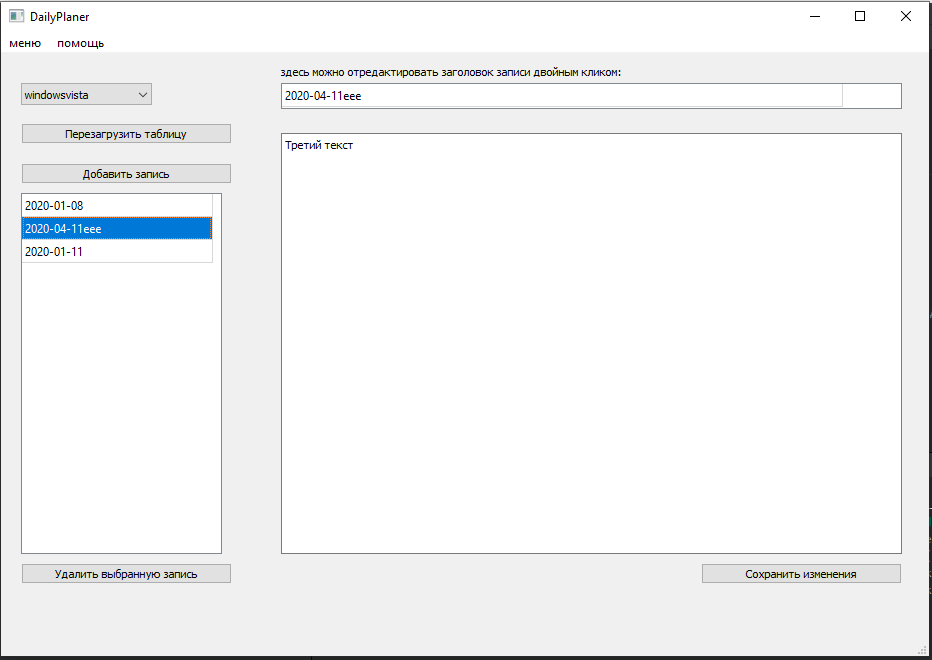 DailyPlaner
меню помощь
здесь можно отредактировать заголовок записи двойным кликом:
windowsvista
2020-04-11eee
Перезагрузить таблицу
Третий текст
Добавить запись
2020-01-08
2020-04-11eee
2020-01-11
Удалить выбранную запись
Сохранить изменения